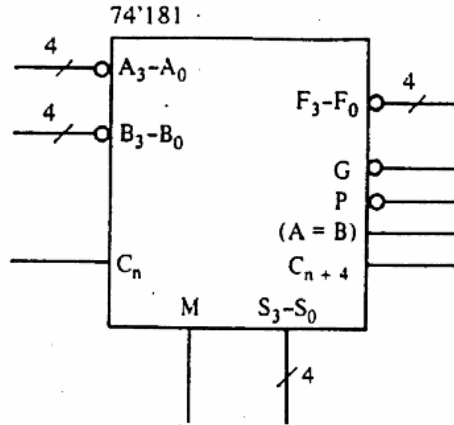 74'181
4
A₃-A₀
4
F₃-F₀
4
B₃-B₀
G
P
(A = B)
Cₙ
Cₙ ₊ ₄
M
S₃-S₀
4